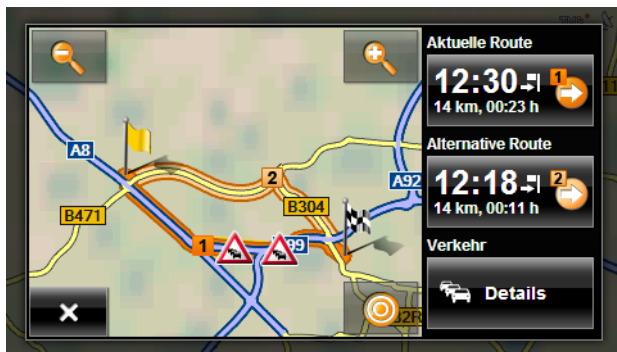 Aktuelle Route
12:30
1
14 km, 00:23 h
Alternative Route
12:18
2
14 km, 00:11 h
Verkehr
Details
A8
B471
2
A92
B304
1
99